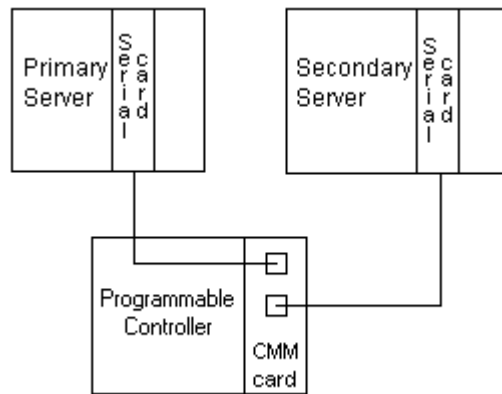 Primary
Server
Serial
card
Secondary
Server
Serial
card
Programmable
Controller
CMM
card